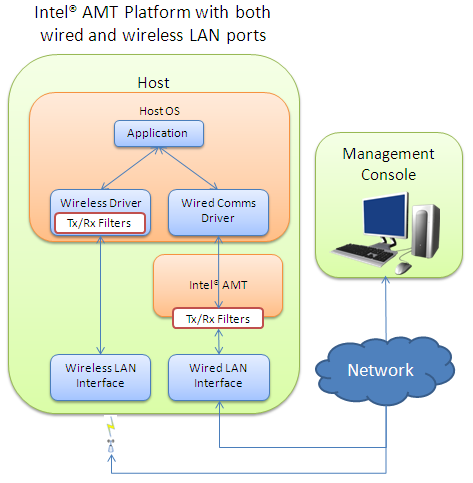 Intel® AMT Platform with both
wired and wireless LAN ports
Host
Host OS
Application
Wireless Driver
Tx/Rx Filters
Wired Comms
Driver
Management
Console
Intel® AMT
Tx/Rx Filters
Wireless LAN
Interface
Wired LAN
Interface
Network